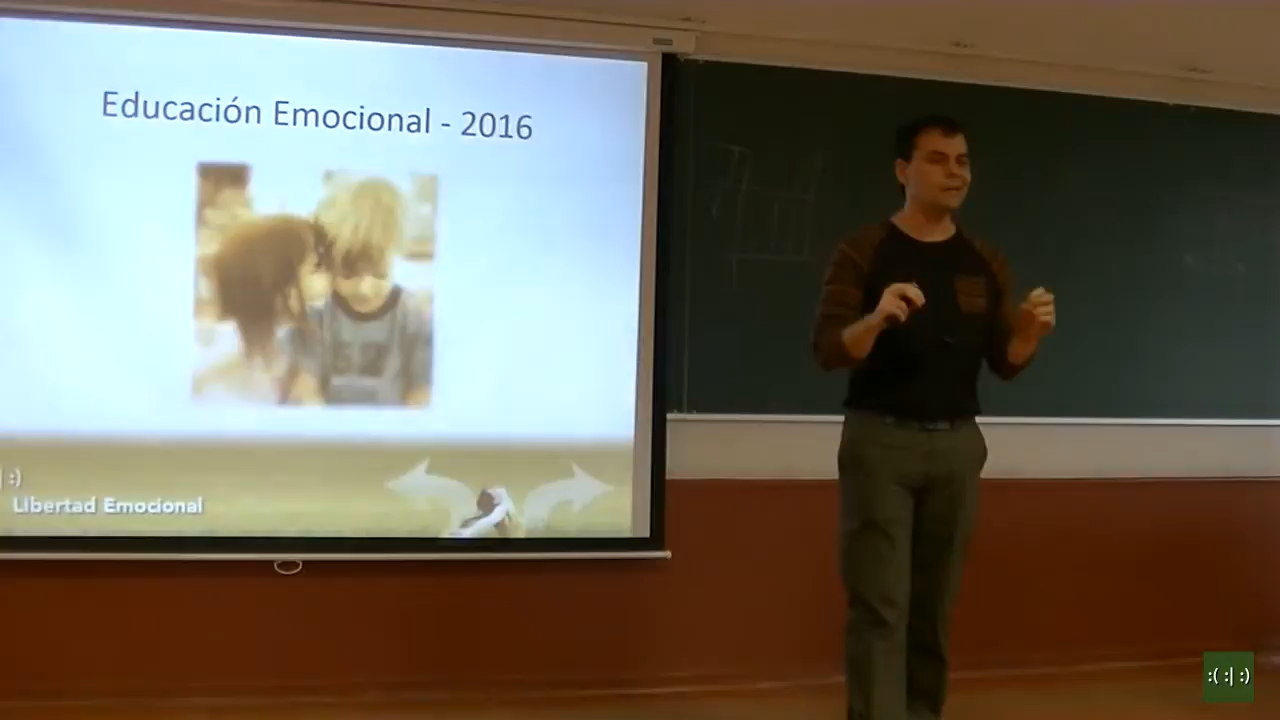 Educación Emocional - 2016
| :)
Libertad Emocional
:( :| :)